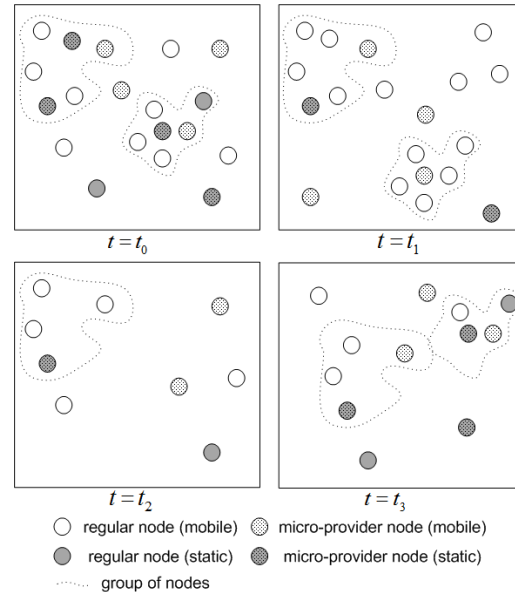 t = t₀
t = t₁
t = t₂
t = t₃
regular node (mobile)
micro-provider node (mobile)
regular node (static)
micro-provider node (static)
group of nodes